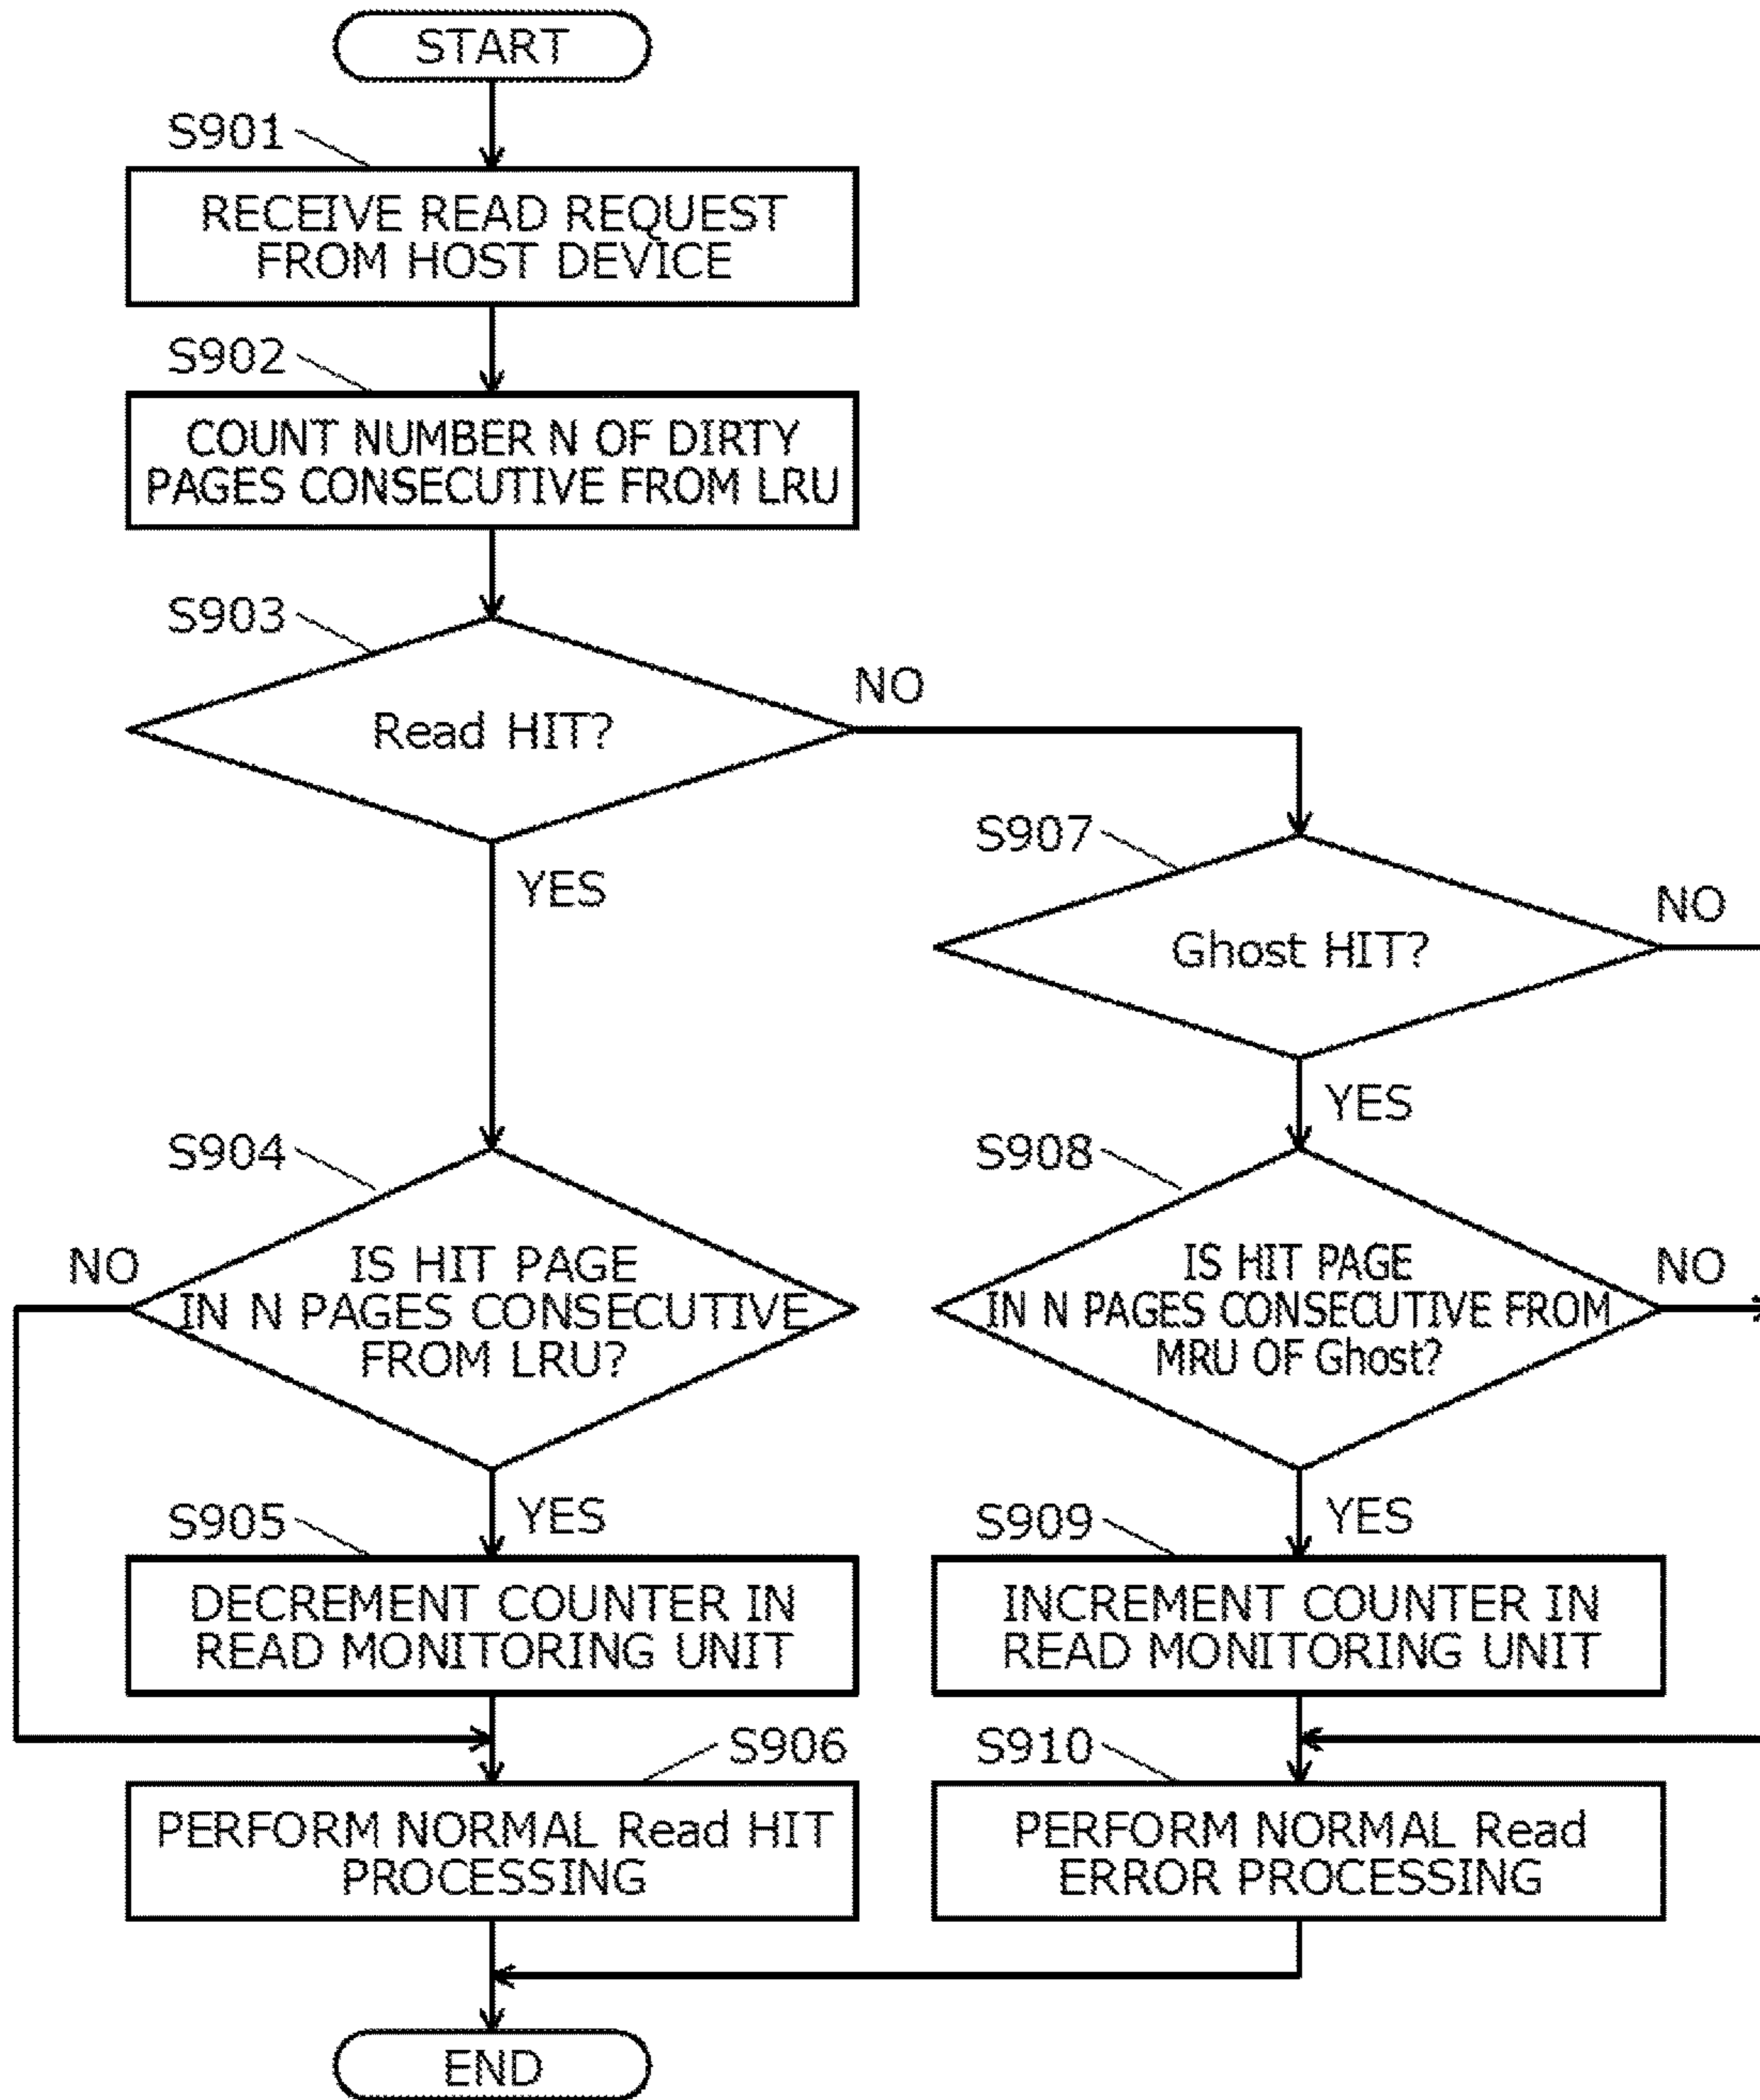 START
S901
RECEIVE READ REQUEST
FROM HOST DEVICE
S902
COUNT NUMBER N OF DIRTY
PAGES CONSECUTIVE FROM LRU
S903
Read HIT?
NO
YES
S907
Ghost HIT?
NO
YES
S904
IS HIT PAGE
IN N PAGES CONSECUTIVE
FROM LRU?
NO
YES
S908
IS HIT PAGE
IN N PAGES CONSECUTIVE FROM
MRU OF Ghost?
NO
YES
S905
DECREMENT COUNTER IN
READ MONITORING UNIT
S909
INCREMENT COUNTER IN
READ MONITORING UNIT
S906
PERFORM NORMAL Read HIT
PROCESSING
S910
PERFORM NORMAL Read
ERROR PROCESSING
END